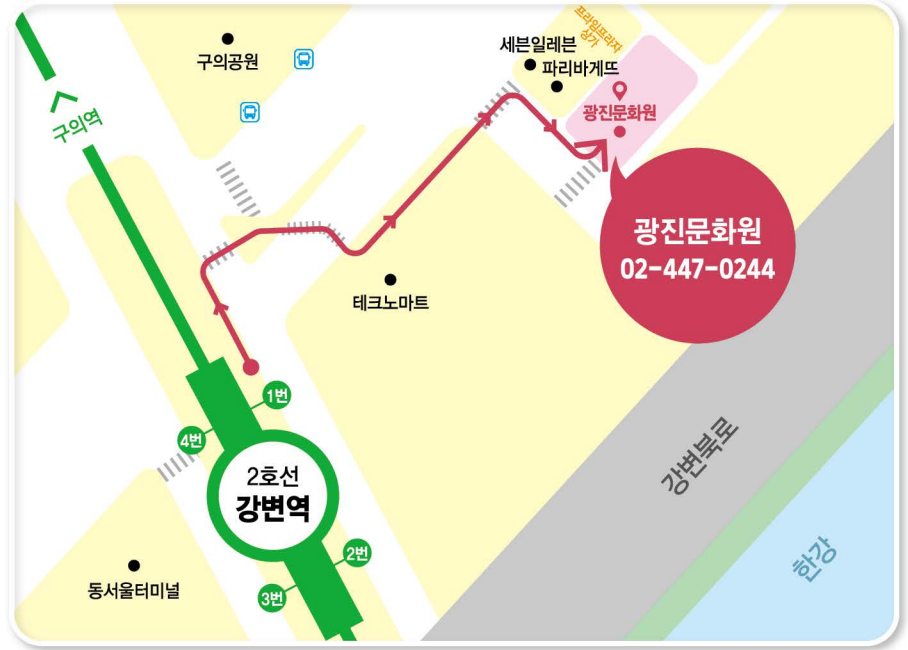 프라임프라자
상가
세븐일레븐
구의공원
파리바게뜨
광진문화원
구의역
광진문화원
02-447-0244
테크노마트
1번
4번
2호선
강변역
강변북로
2번
한강
동서울터미널
3번